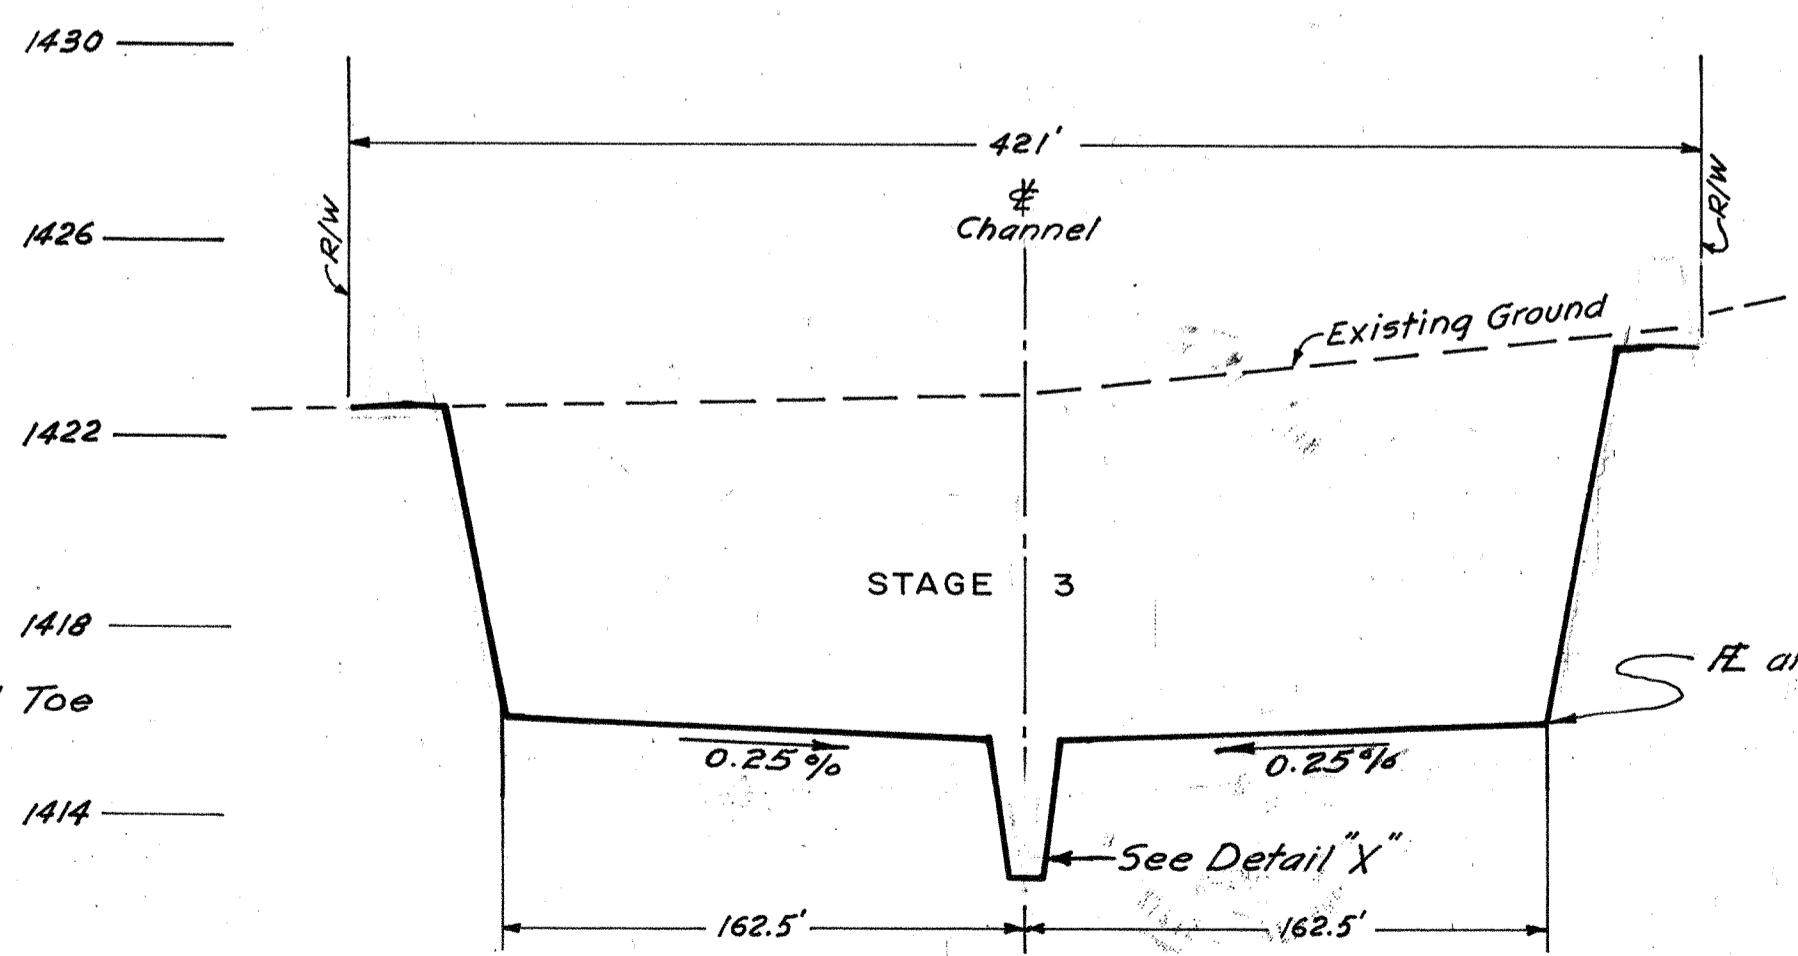 1430
421'
℄
Channel
1426
R/W
R/W
Existing Ground
1422
STAGE 3
1418
Toe
0.25%
0.25%
1414
See Detail "X"
162.5'
162.5'